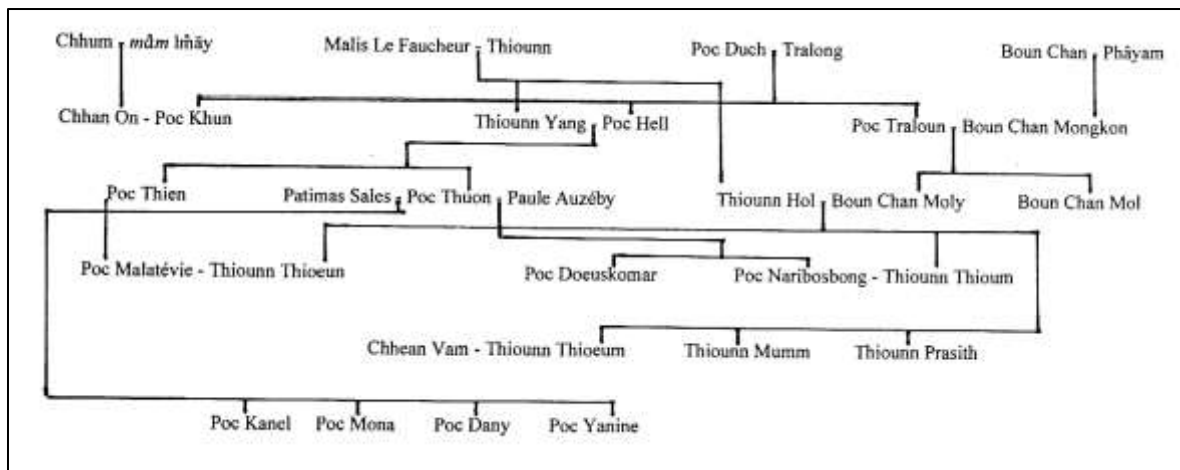 Chhum - mâm
Malis Le Faucheur - Thiounn
Poc Duch - Tralong
Boun Chan - Phâyam
Chhan On - Poc Khun
Thiounn Yang - Poc Hell
Poc Traloun - Boun Chan Mongkon
Poc Thien
Patimas Sales - Poc Thuon - Paule Auzéby
Thiounn Hol - Boun Chan Moly
Boun Chan Mol
Poc Malatévie - Thiounn Thioeun
Poc Doeuskomar
Poc Naribosbong - Thiounn Thioum
Chhean Vam - Thiounn Thioeum
Thiounn Mumm
Thiounn Prasith
Poc Kanel
Poc Mona
Poc Dany
Poc Yanine